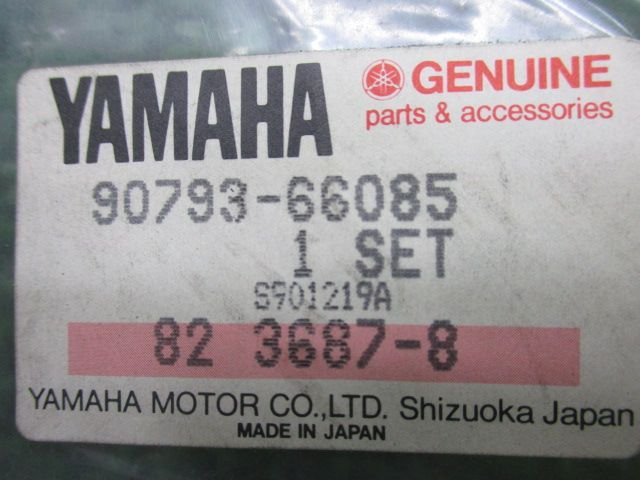 YAMAHA GENUINE
parts & accessories
90793-66085
1 SET
S901219A
82 3687-8
YAMAHA MOTOR CO.,LTD. Shizuoka Japan
MADE IN JAPAN